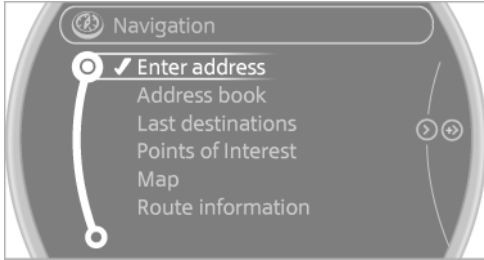 Navigation
Enter address
Address book
Last destinations
Points of Interest
Map
Route information